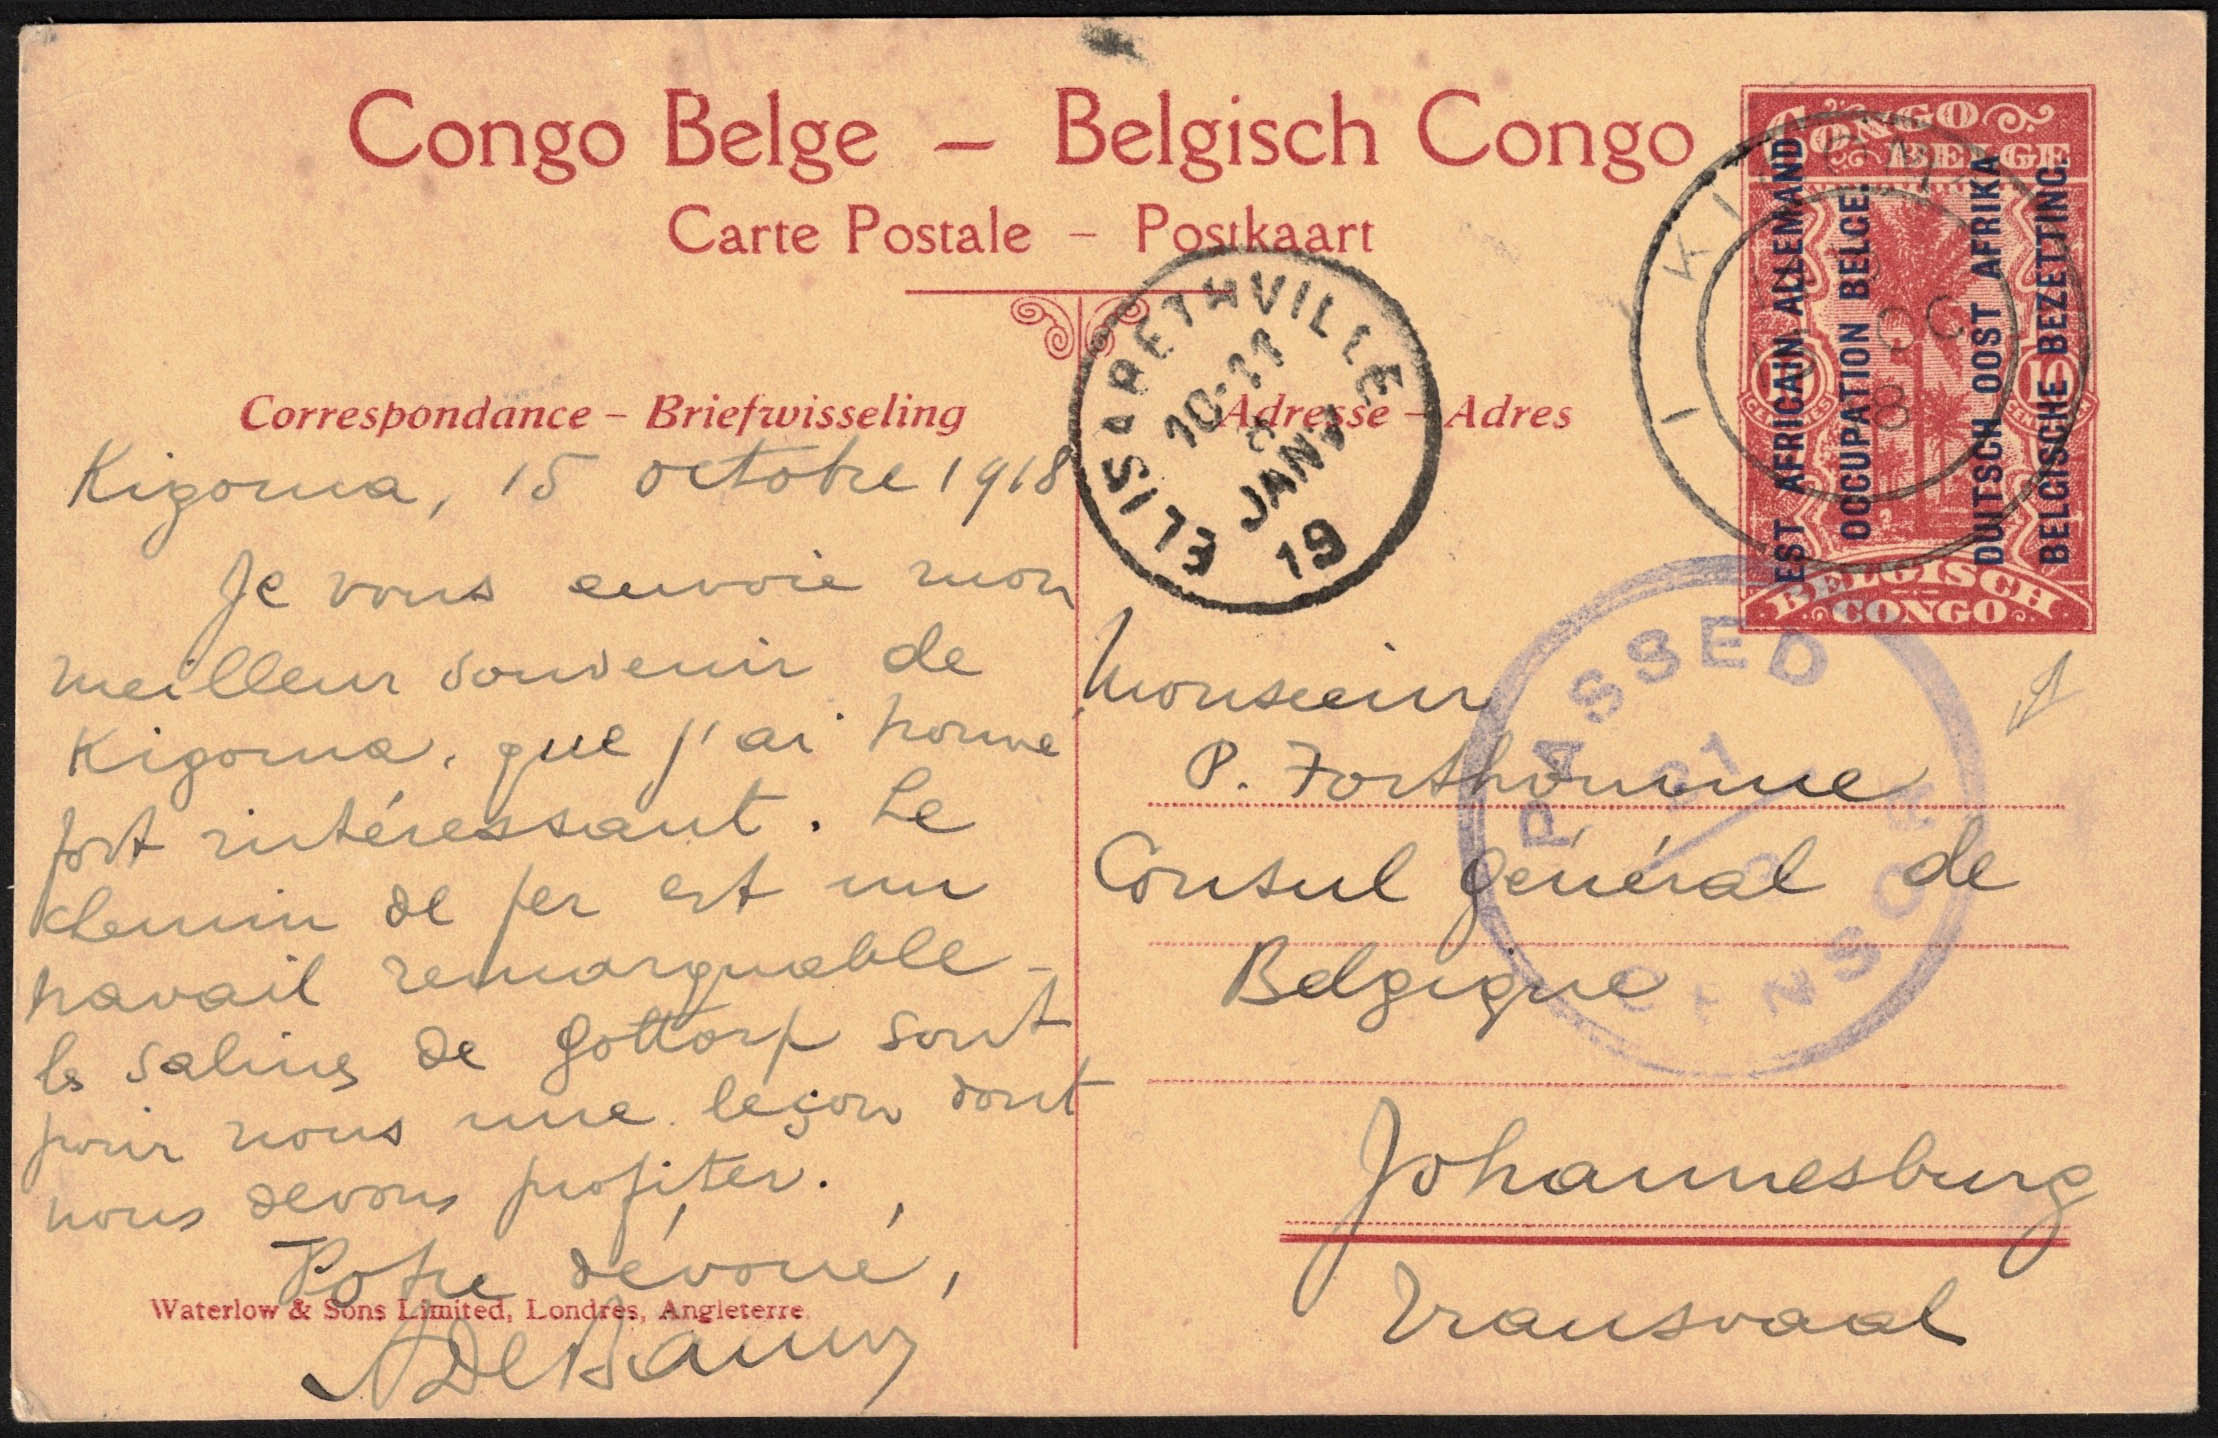 Congo Belge – Belgisch Congo
Carte Postale – Postkaart
Correspondance – Briefwisseling
Adresse – Adres
CONGO
BELGE
EST AFRICAIN ALLEMAND
OCCUPATION BELGE.
DUITSCH OOST AFRIKA
BELGISCHE BEZETTING.
BELGISCH
CONGO
ELISABETHVILLE
10-11
JANV
19
PASSED
CENSOR
Kigoma, 15 octobre 1918
Je vous envoie mon
meilleur souvenir de
Kigoma, que j'ai trouvé
fort intéressant. Le
chemin de fer est un
travail remarquable –
les salines de Gottorp sont
pour nous une leçon dont
nous devons profiter.
Votre dévoué,
Waterlow & Sons Limited, Londres, Angleterre.
Monsieur
P. Forthomme
Consul général de
Belgique
Johannesburg
Transvaal